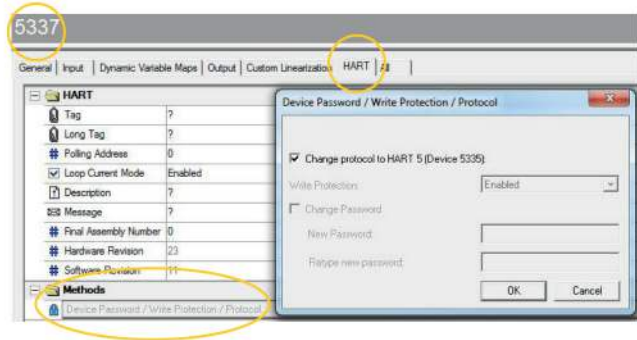 5337
General | Input | Dynamic Variable Maps | Output | Custom Linearization | HART | All |
HART
Tag ?
Long Tag ?
# Polling Address 0
Loop Current Mode Enabled
Description ?
Message ?
# Final Assembly Number 0
# Hardware Revision 23
# Software Revision 11
Methods
Device Password / Write Protection / Protocol
Device Password / Write Protection / Protocol
Change protocol to HART 5 (Device 5335)
Write Protection: Enabled
Change Password
New Password:
Retype new password:
OK Cancel